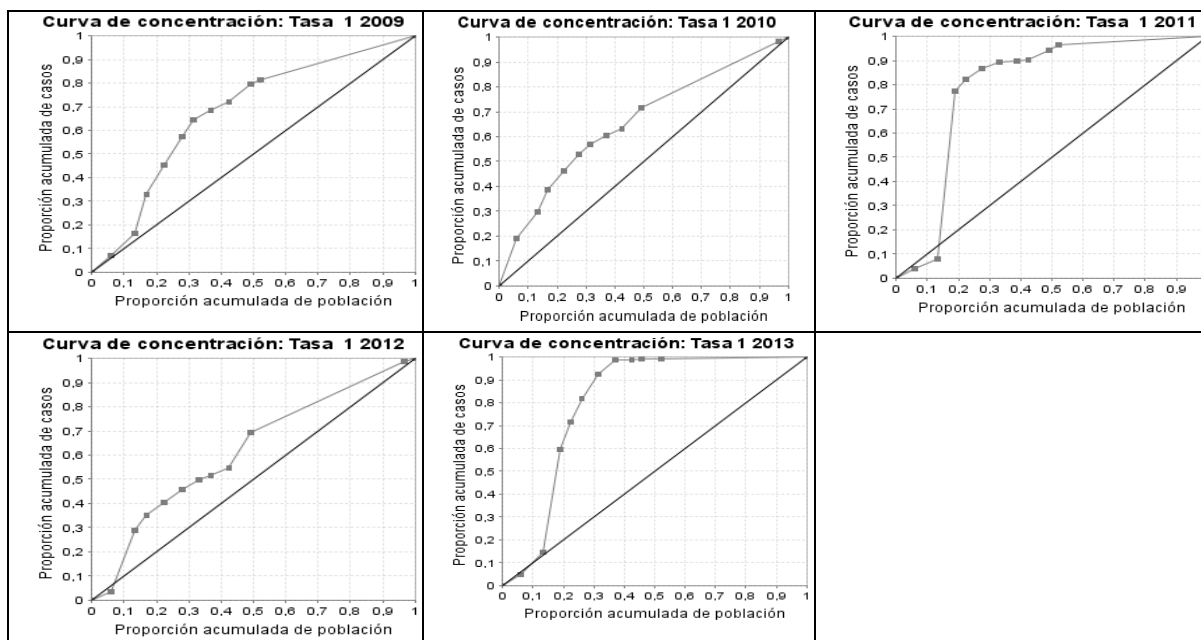 Curva de concentración: Tasa 1 2009
Proporción acumulada de casos
1
0,9
0,8
0,7
0,6
0,5
0,4
0,3
0,2
0,1
0
0 0,1 0,2 0,3 0,4 0,5 0,6 0,7 0,8 0,9 1
Proporción acumulada de población
Curva de concentración: Tasa 1 2010
Proporción acumulada de casos
1
0,9
0,8
0,7
0,6
0,5
0,4
0,3
0,2
0,1
0
0 0,1 0,2 0,3 0,4 0,5 0,6 0,7 0,8 0,9 1
Proporción acumulada de población
Curva de concentración: Tasa 1 2011
Proporción acumulada de casos
1
0,9
0,8
0,7
0,6
0,5
0,4
0,3
0,2
0,1
0
0 0,1 0,2 0,3 0,4 0,5 0,6 0,7 0,8 0,9
Proporción acumulada de población
Curva de concentración: Tasa 1 2012
Proporción acumulada de casos
1
0,9
0,8
0,7
0,6
0,5
0,4
0,3
0,2
0,1
0
0 0,1 0,2 0,3 0,4 0,5 0,6 0,7 0,8 0,9 1
Proporción acumulada de población
Curva de concentración: Tasa 1 2013
Proporción acumulada de casos
1
0,9
0,8
0,7
0,6
0,5
0,4
0,3
0,2
0,1
0
0 0,1 0,2 0,3 0,4 0,5 0,6 0,7 0,8 0,9 1
Proporción acumulada de población